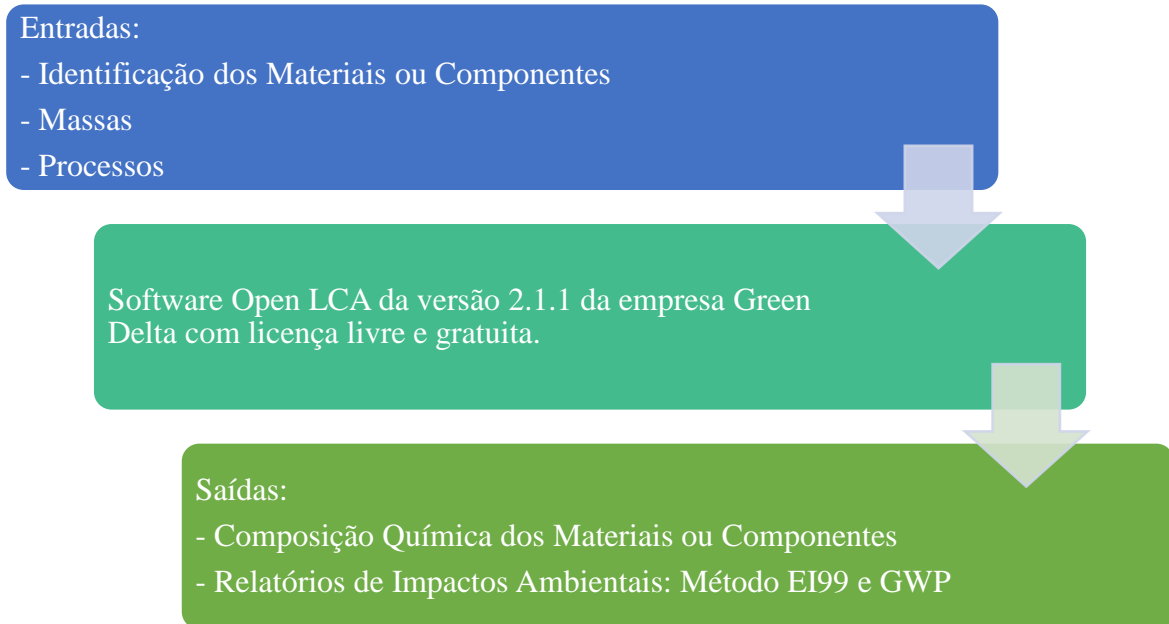 Entradas:
- Identificação dos Materiais ou Componentes
- Massas
- Processos
Software Open LCA da versão 2.1.1 da empresa Green
Delta com licença livre e gratuita.
Saídas:
- Composição Química dos Materiais ou Componentes
- Relatórios de Impactos Ambientais: Método EI99 e GWP